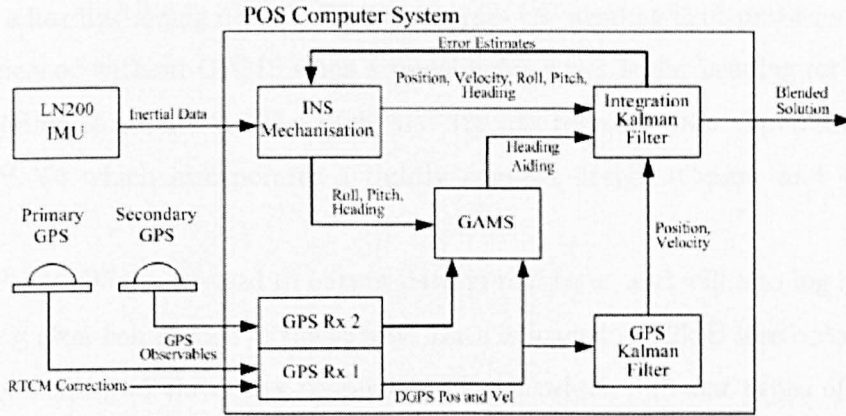 POS Computer System
Error Estimates
LN200
IMU
Inertial Data
INS
Mechanisation
Position, Velocity, Roll, Pitch,
Heading
Integration
Kalman
Filter
Blended
Solution
Heading
Aiding
Roll, Pitch,
Heading
GAMS
Primary
GPS
Secondary
GPS
Position,
Velocity
GPS Rx 2
GPS
Observables
GPS Rx 1
GPS
Kalman
Filter
RTCM Corrections
DGPS Pos and Vel